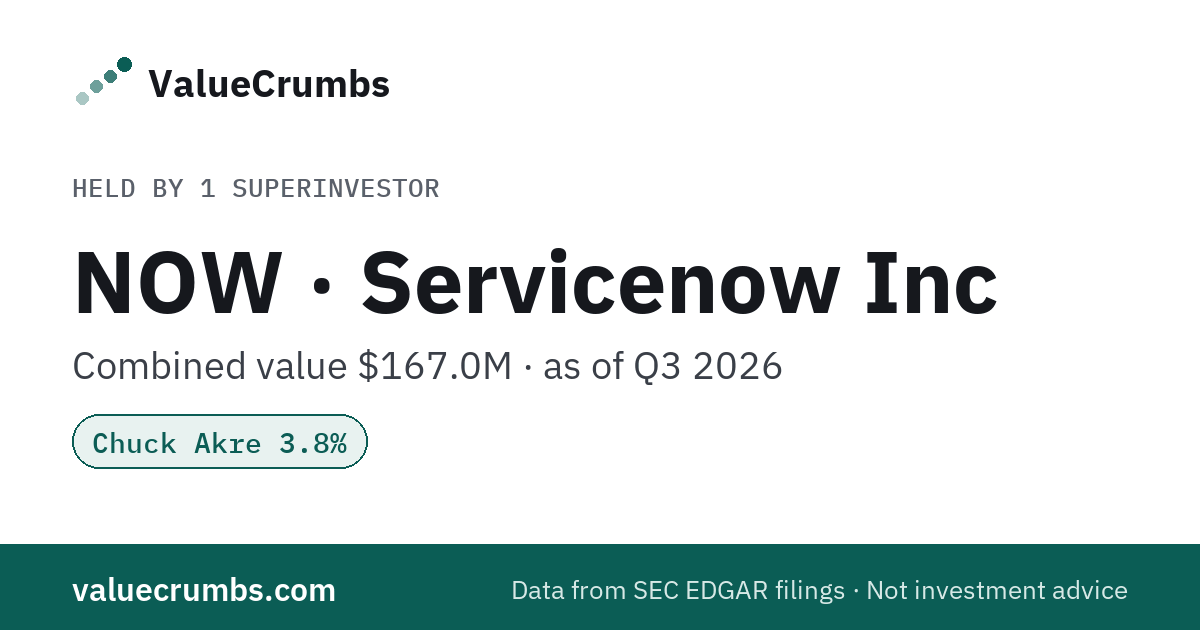 ValueCrumbs
HELD BY 1 SUPERINVESTOR
NOW · Servicenow Inc
Combined value $167.0M · as of Q3 2026
Chuck Akre 3.8%
valuecrumbs.com
Data from SEC EDGAR filings · Not investment advice